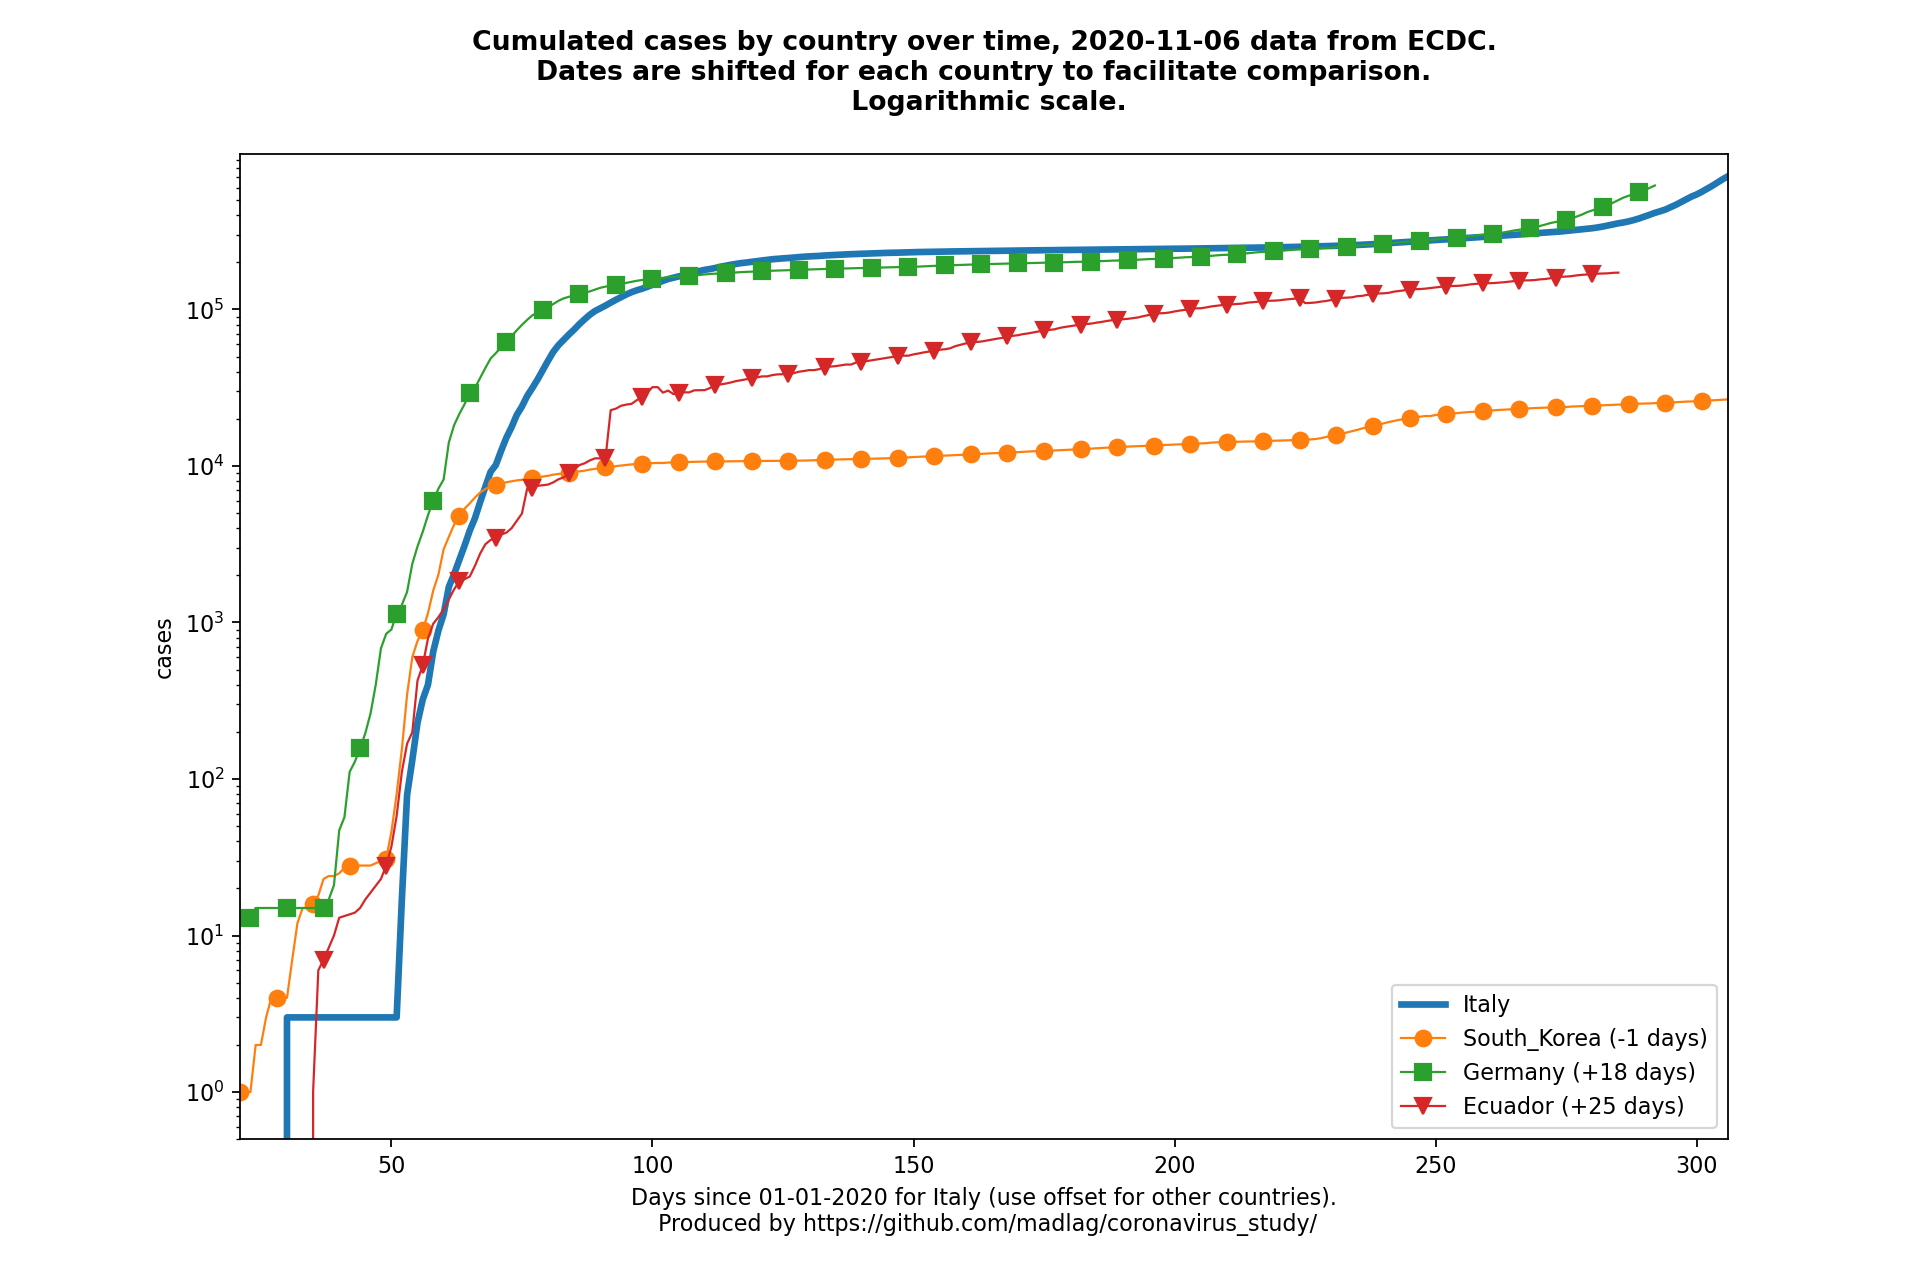 Cumulated cases by country over time, 2020-11-06 data from ECDC.
Dates are shifted for each country to facilitate comparison.
Logarithmic scale.
cases
10^5
10^4
10^3
10^2
10^1
10^0
50
100
150
200
250
300
Italy
South_Korea (-1 days)
Germany (+18 days)
Ecuador (+25 days)
Days since 01-01-2020 for Italy (use offset for other countries).
Produced by https://github.com/madlag/coronavirus_study/